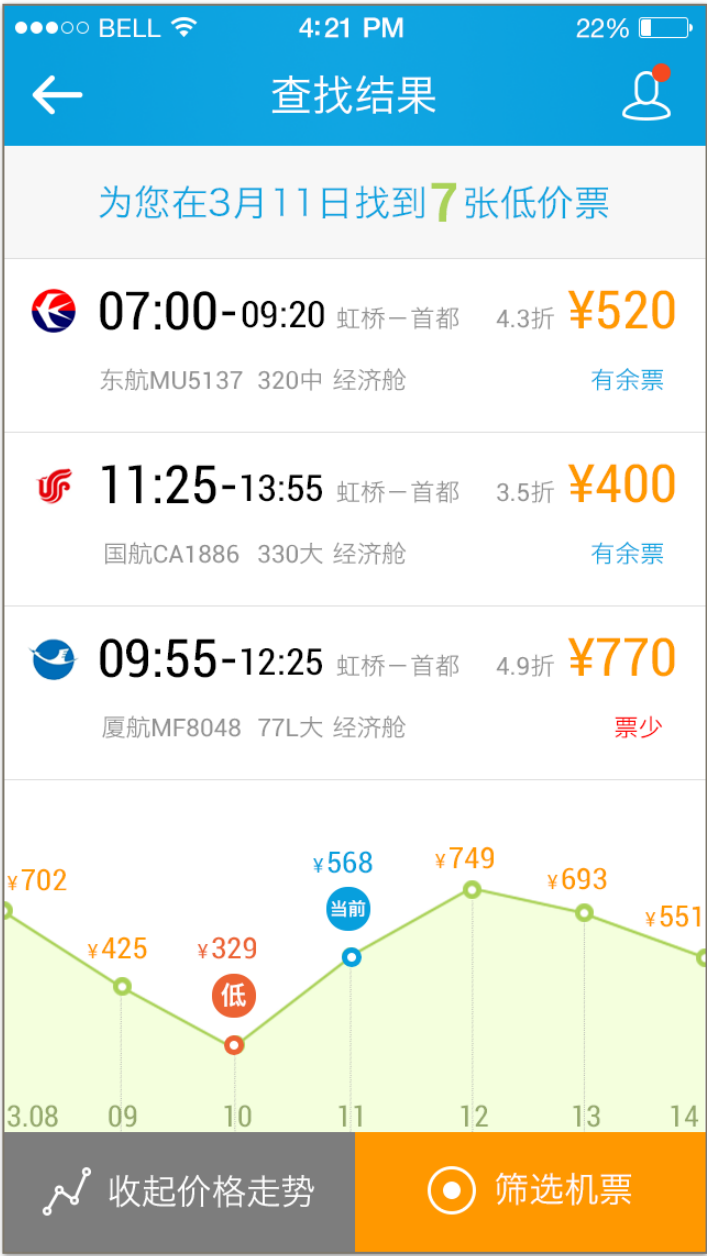 BELL 4:21 PM 22%
查找结果
为您在3月11日找到7张低价票
07:00-09:20 虹桥－首都 4.3折 ¥520
东航MU5137 320中 经济舱 有余票
11:25-13:55 虹桥－首都 3.5折 ¥400
国航CA1886 330大 经济舱 有余票
09:55-12:25 虹桥－首都 4.9折 ¥770
厦航MF8048 77L大 经济舱 票少
¥702 ¥425 ¥329 ¥568 ¥749 ¥693 ¥551
当前
低
3.08 09 10 11 12 13 14
收起价格走势 筛选机票